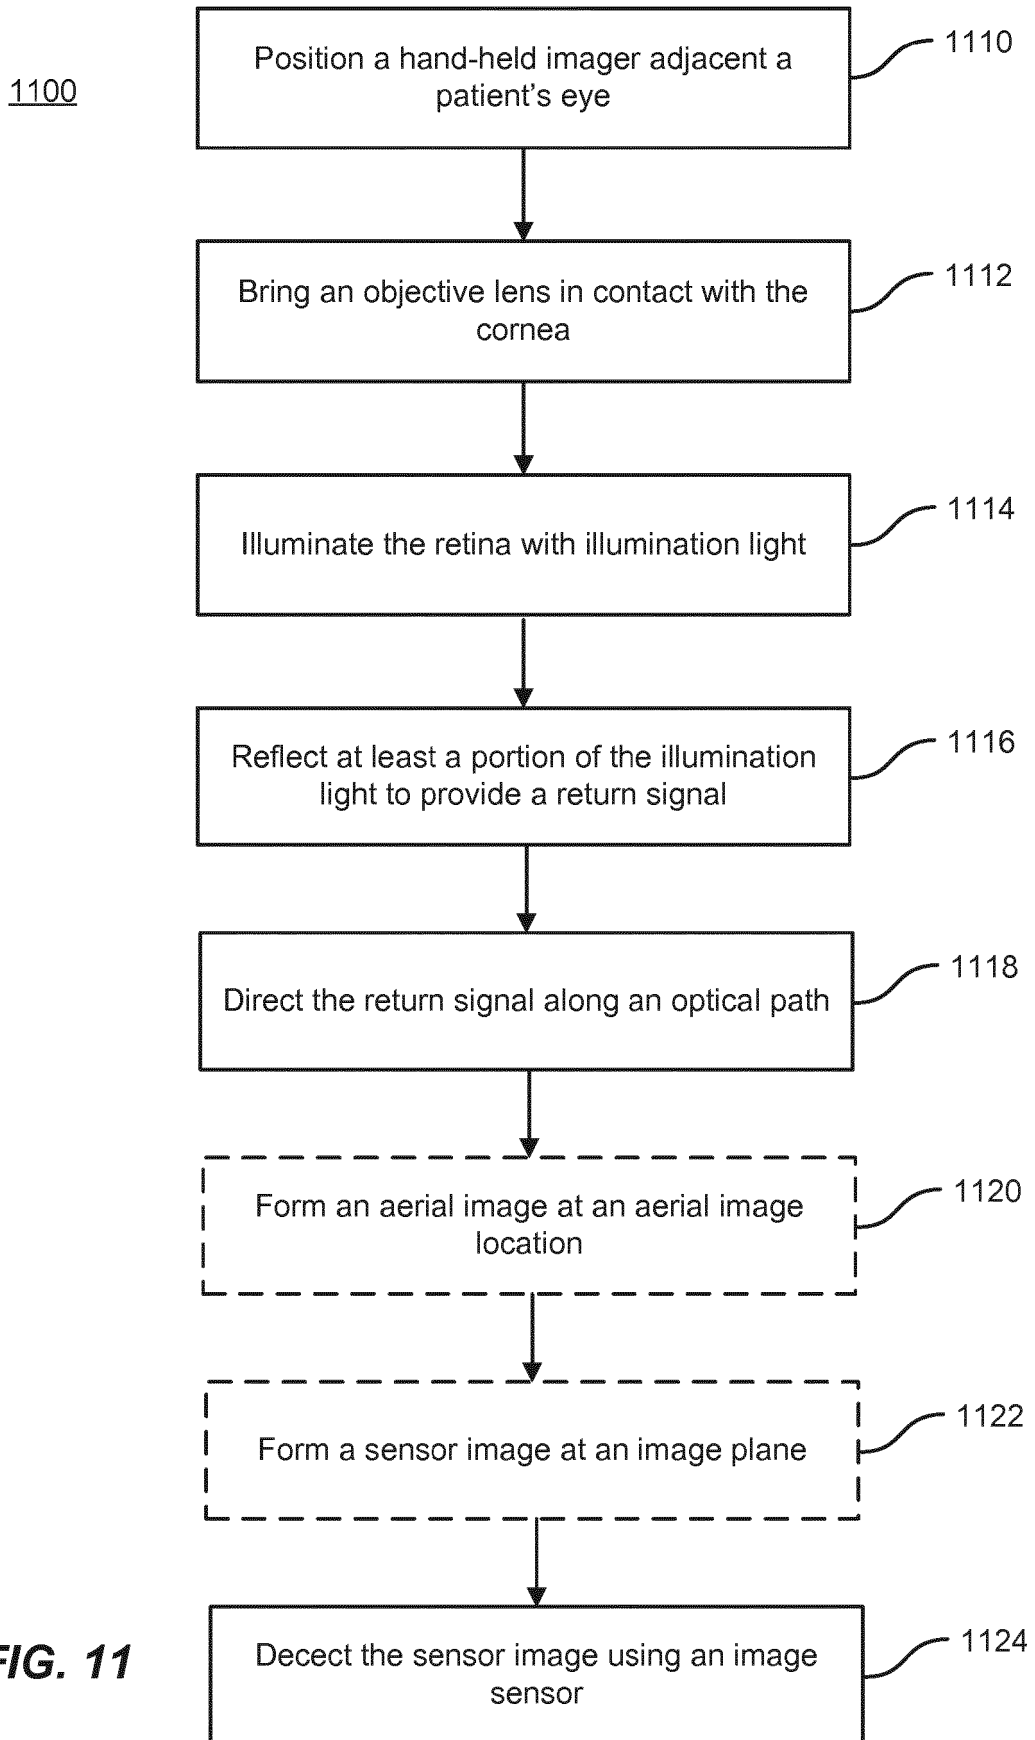 1100
Position a hand-held imager adjacent a
patient's eye
1110
Bring an objective lens in contact with the
cornea
1112
Illuminate the retina with illumination light
1114
Reflect at least a portion of the illumination
light to provide a return signal
1116
Direct the return signal along an optical path
1118
Form an aerial image at an aerial image
location
1120
Form a sensor image at an image plane
1122
Decect the sensor image using an image
sensor
1124
FIG. 11